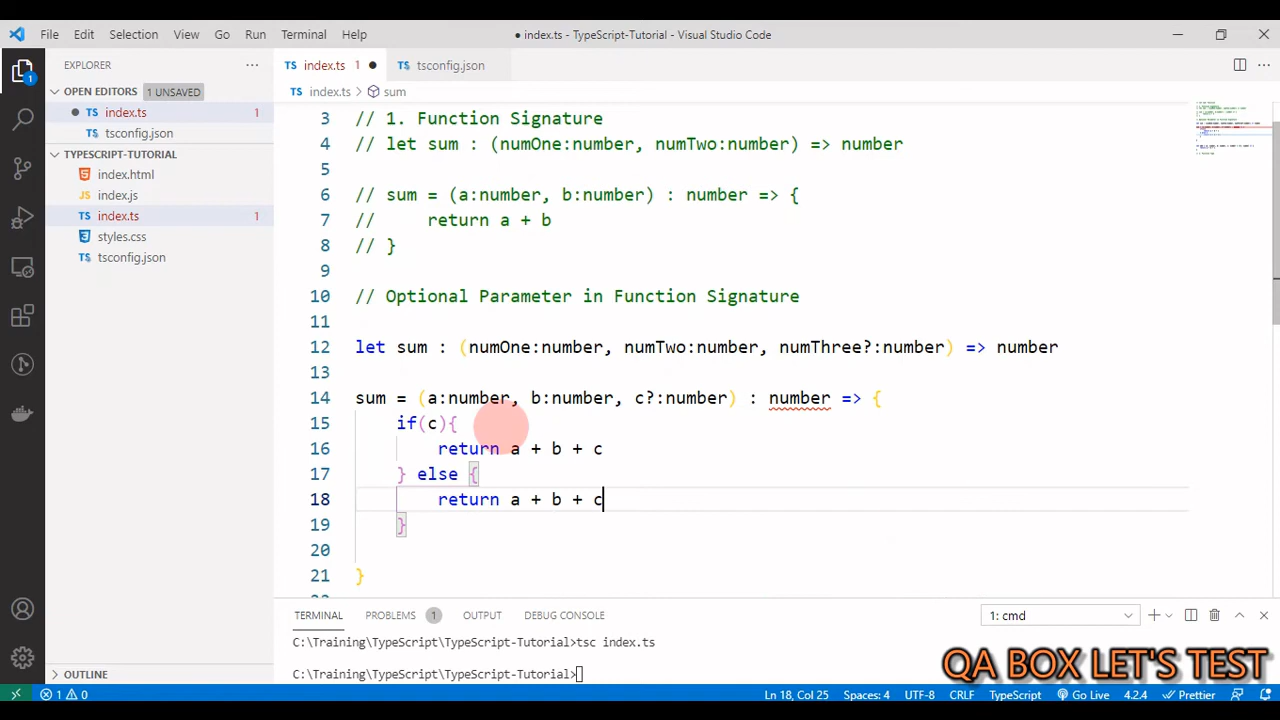 File Edit Selection View Go Run Terminal Help
● index.ts - TypeScript-Tutorial - Visual Studio Code
EXPLORER
TS index.ts 1 ●
TS tsconfig.json
OPEN EDITORS 1 UNSAVED
TS index.ts > sum
● TS index.ts 1
TS tsconfig.json
TYPESCRIPT-TUTORIAL
index.html
JS index.js
TS index.ts 1
styles.css
TS tsconfig.json
3 // 1. Function Signature
4 // let sum : (numOne:number, numTwo:number) => number
5
6 // sum = (a:number, b:number) : number => {
7 //     return a + b
8 // }
9
10 // Optional Parameter in Function Signature
11
12 let sum : (numOne:number, numTwo:number, numThree?:number) => number
13
14 sum = (a:number, b:number, c?:number) : number => {
15     if(c){
16         return a + b + c
17     } else {
18         return a + b + c
19     }
20
21 }
TERMINAL PROBLEMS 1 OUTPUT DEBUG CONSOLE
1: cmd
C:\Training\TypeScript\TypeScript-Tutorial>tsc index.ts
C:\Training\TypeScript\TypeScript-Tutorial>
OUTLINE
QA BOX LET'S TEST
1 0
Ln 18, Col 25 Spaces: 4 UTF-8 CRLF TypeScript Go Live 4.2.4 Prettier